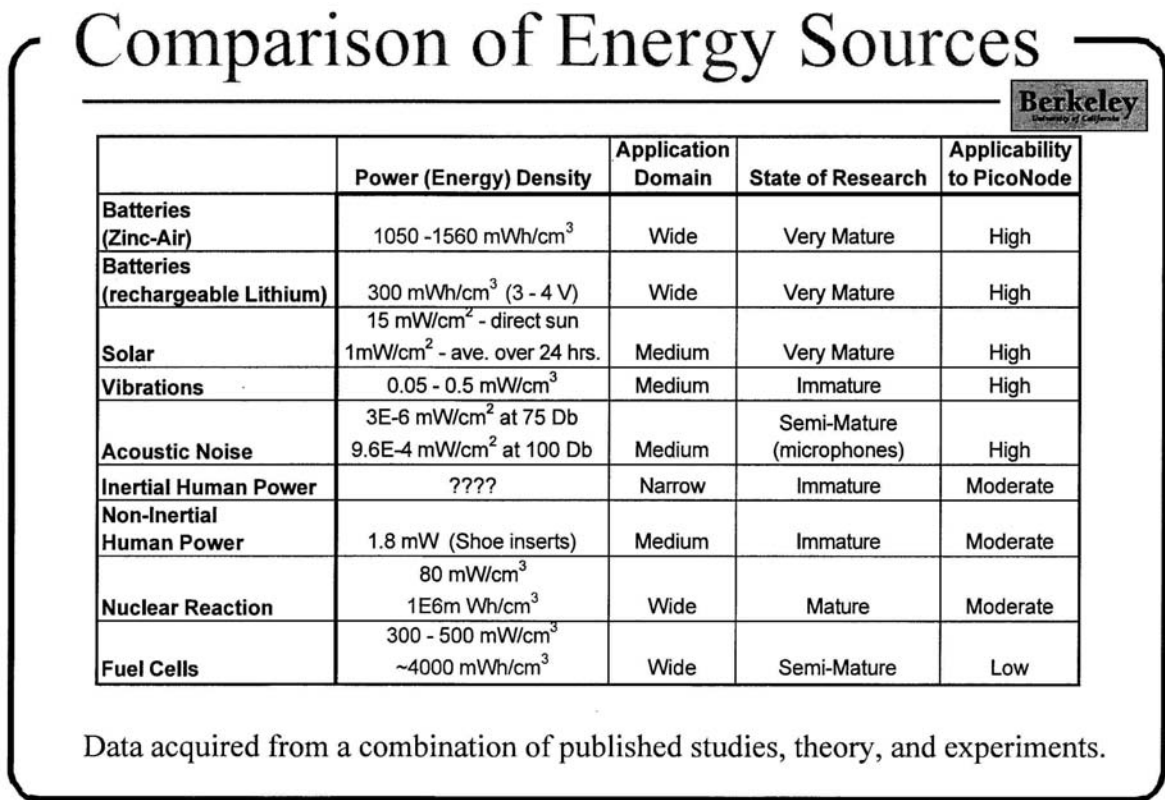 Comparison of Energy Sources
Berkeley
University of California
Power (Energy) Density
Application
Domain
State of Research
Applicability
to PicoNode
Batteries
(Zinc-Air)
1050 -1560 mWh/cm³
Wide
Very Mature
High
Batteries
(rechargeable Lithium)
300 mWh/cm³ (3 - 4 V)
Wide
Very Mature
High
Solar
15 mW/cm² - direct sun
1mW/cm² - ave. over 24 hrs.
Medium
Very Mature
High
Vibrations
0.05 - 0.5 mW/cm³
Medium
Immature
High
Acoustic Noise
3E-6 mW/cm² at 75 Db
9.6E-4 mW/cm² at 100 Db
Medium
Semi-Mature
(microphones)
High
Inertial Human Power
????
Narrow
Immature
Moderate
Non-Inertial
Human Power
1.8 mW (Shoe inserts)
Medium
Immature
Moderate
Nuclear Reaction
80 mW/cm³
1E6m Wh/cm³
Wide
Mature
Moderate
Fuel Cells
300 - 500 mW/cm³
~4000 mWh/cm³
Wide
Semi-Mature
Low
Data acquired from a combination of published studies, theory, and experiments.